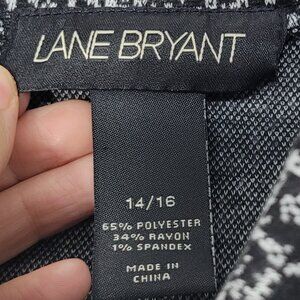 LANE BRYANT
14/16
65% POLYESTER
34% RAYON
1% SPANDEX
MADE IN
CHINA